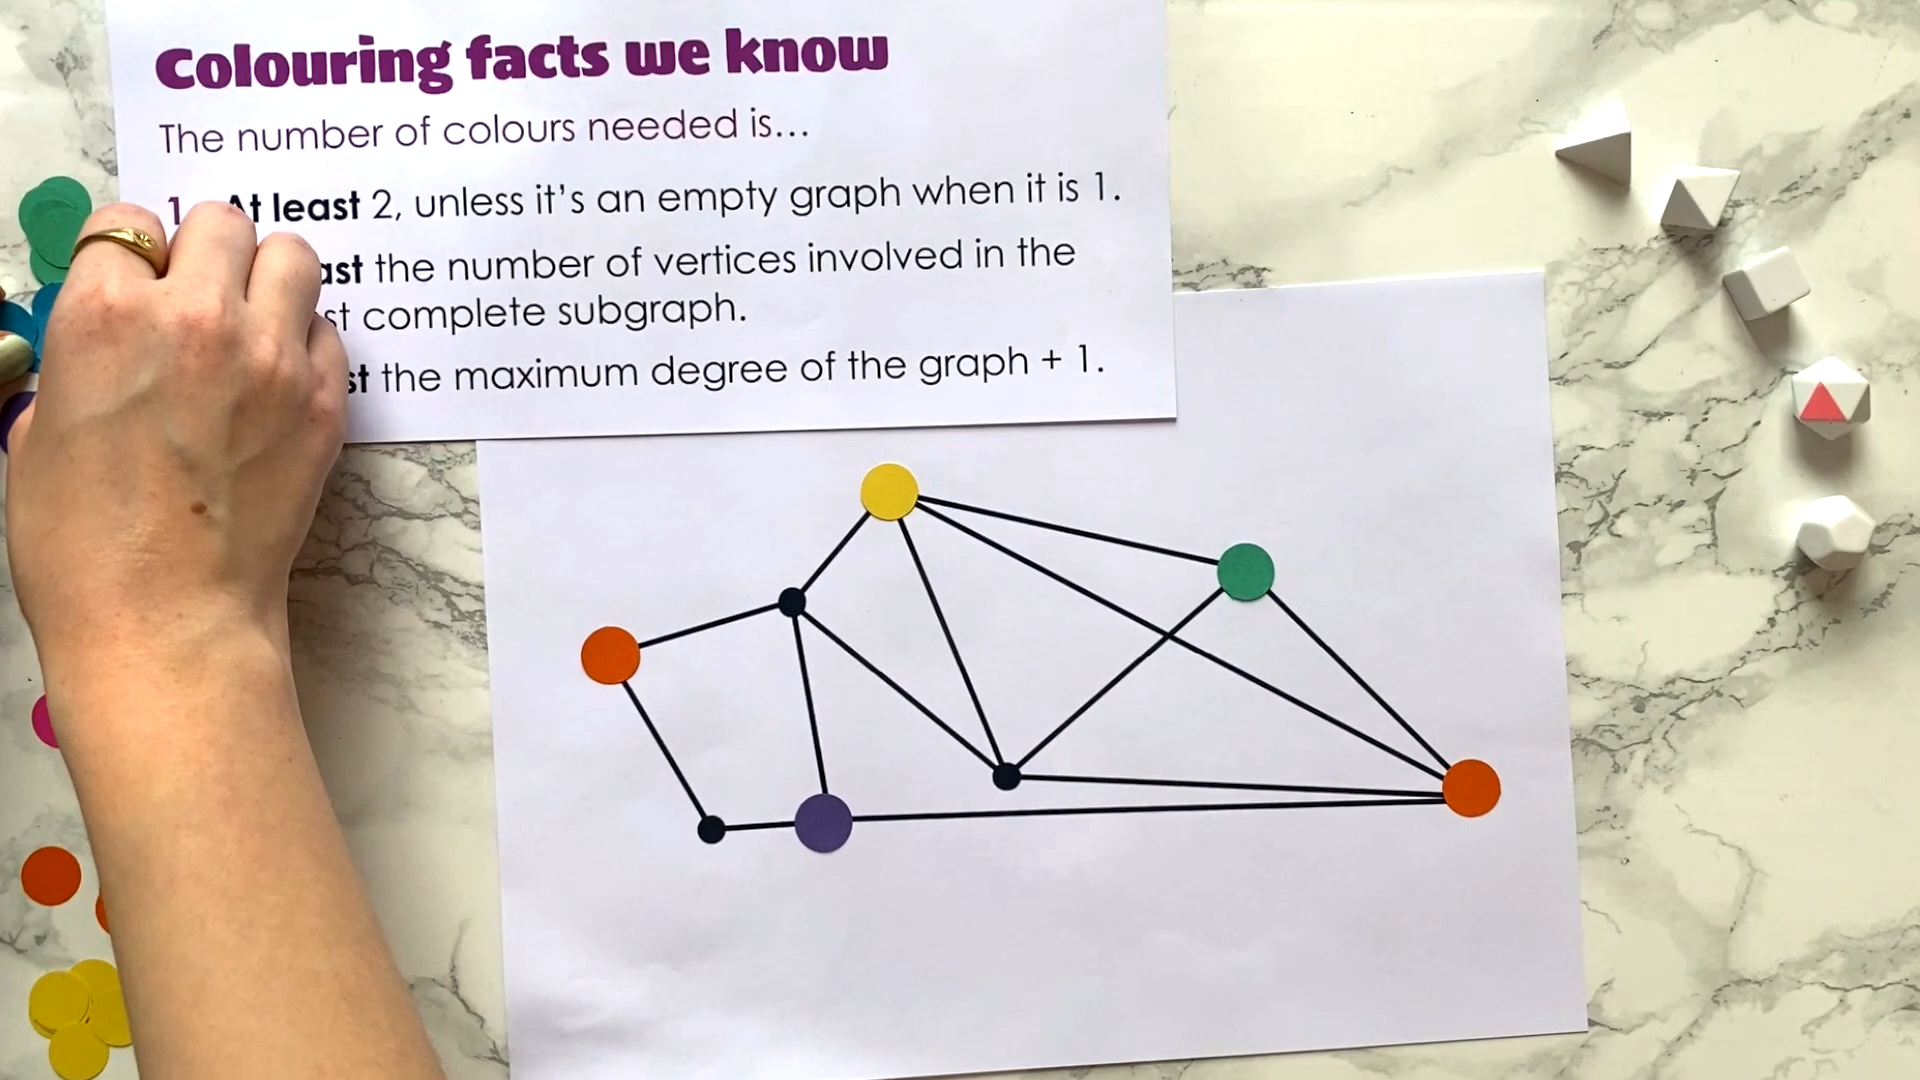 Colouring facts we know
The number of colours needed is...
1. At least 2, unless it's an empty graph when it is 1.
the number of vertices involved in the
complete subgraph.
the maximum degree of the graph + 1.